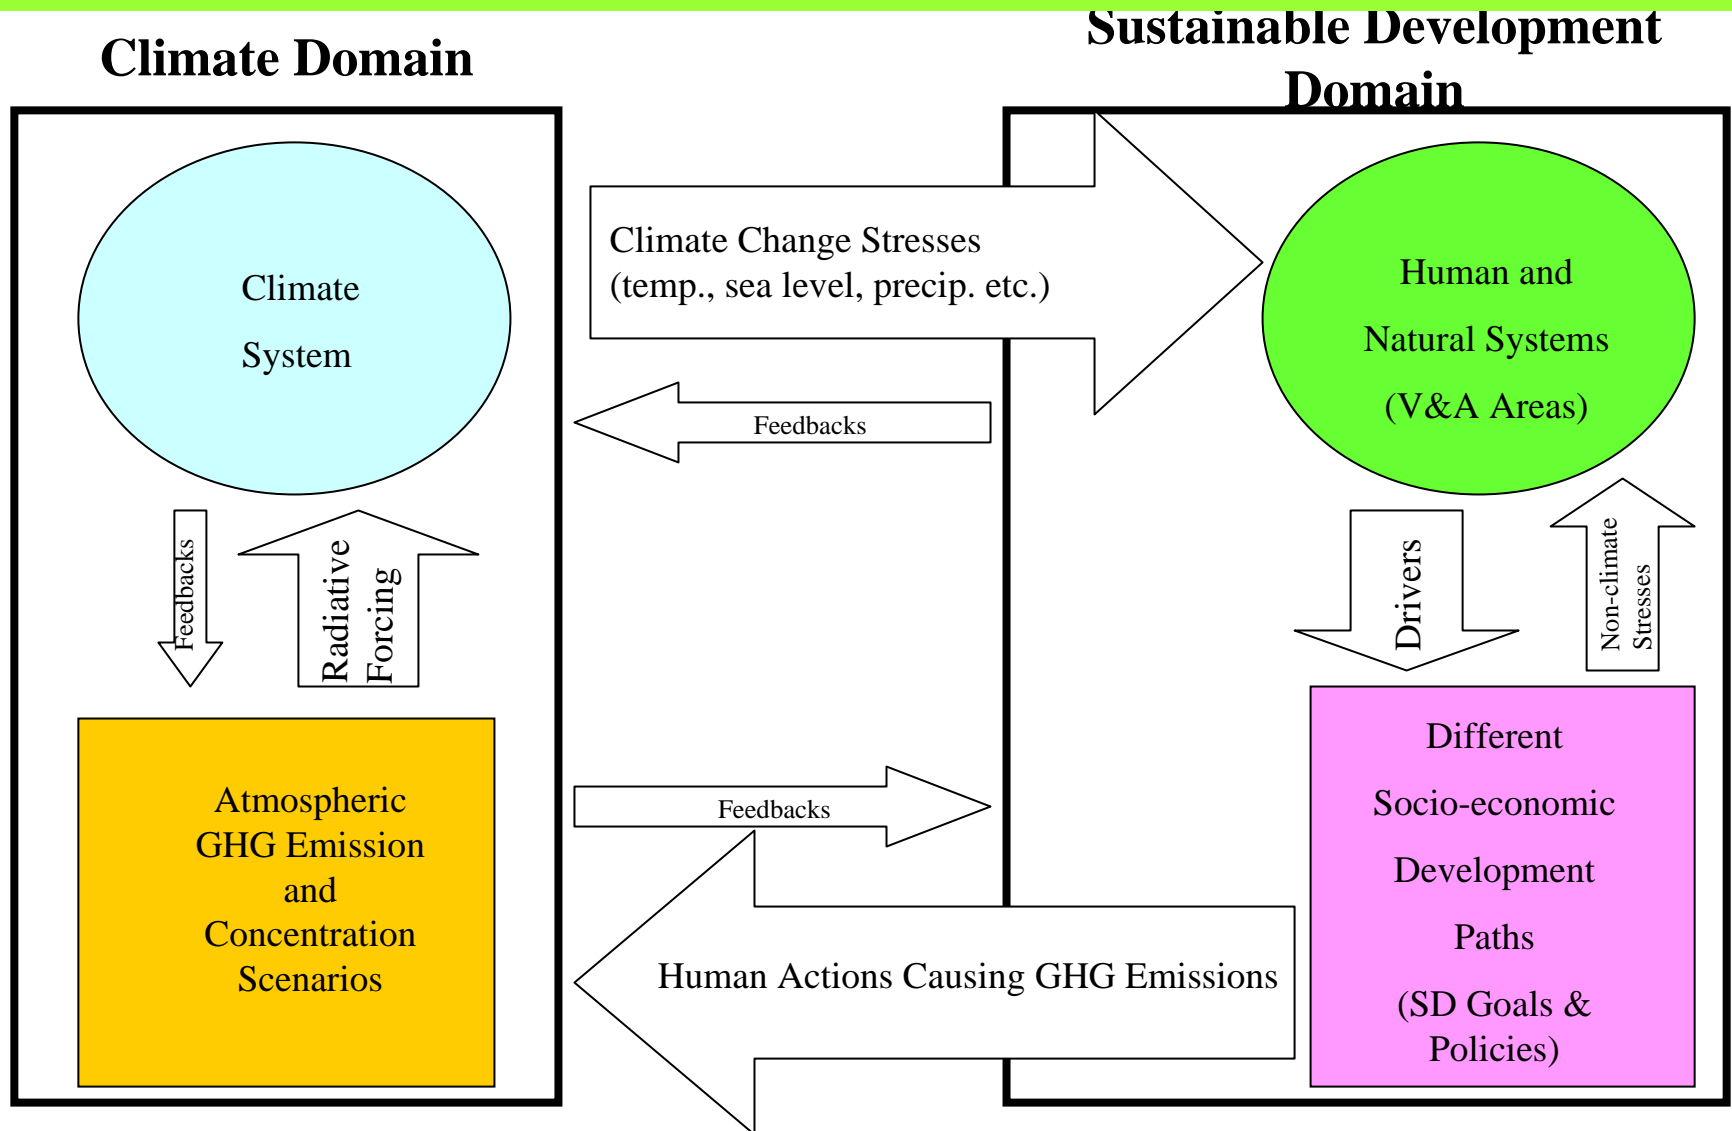 Climate Domain
Sustainable Development
Domain
Climate
System
Climate Change Stresses
(temp., sea level, precip. etc.)
Human and
Natural Systems
(V&A Areas)
Feedbacks
Feedbacks
Radiative
Forcing
Drivers
Non-climate
Stresses
Atmospheric
GHG Emission
and
Concentration
Scenarios
Feedbacks
Human Actions Causing GHG Emissions
Different
Socio-economic
Development
Paths
(SD Goals &
Policies)